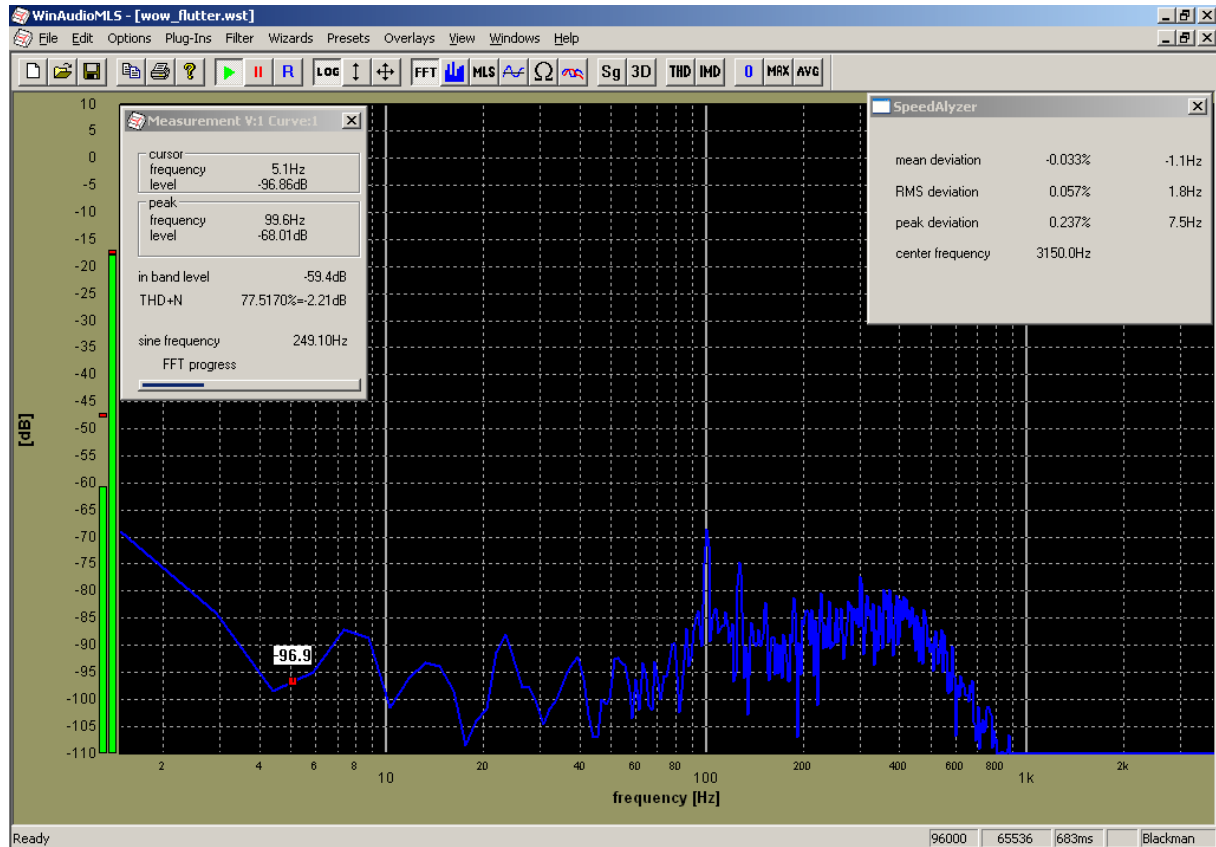 WinAudioMLS - [wow_flutter.wst]
File Edit Options Plug-Ins Filter Wizards Presets Overlays View Windows Help
R LOG FFT MLS Ω Sg 3D THD IMD 0 MAX AVG
Measurement V:1 Curve:1
cursor
frequency 5.1Hz
level -96.86dB
peak
frequency 99.6Hz
level -68.01dB
in band level -59.4dB
THD+N 77.5170%=-2.21dB
sine frequency 249.10Hz
FFT progress
SpeedAlyzer
mean deviation -0.033% -1.1Hz
RMS deviation 0.057% 1.8Hz
peak deviation 0.237% 7.5Hz
center frequency 3150.0Hz
10
5
0
-5
-10
-15
-20
-25
-30
-35
-40
-45
-50
-55
-60
-65
-70
-75
-80
-85
-90
-95
-100
-105
-110
[dB]
-96.9
2 4 6 8 10 20 40 60 80 100 200 400 600 800 1k 2k
frequency [Hz]
Ready 96000 65536 683ms Blackman